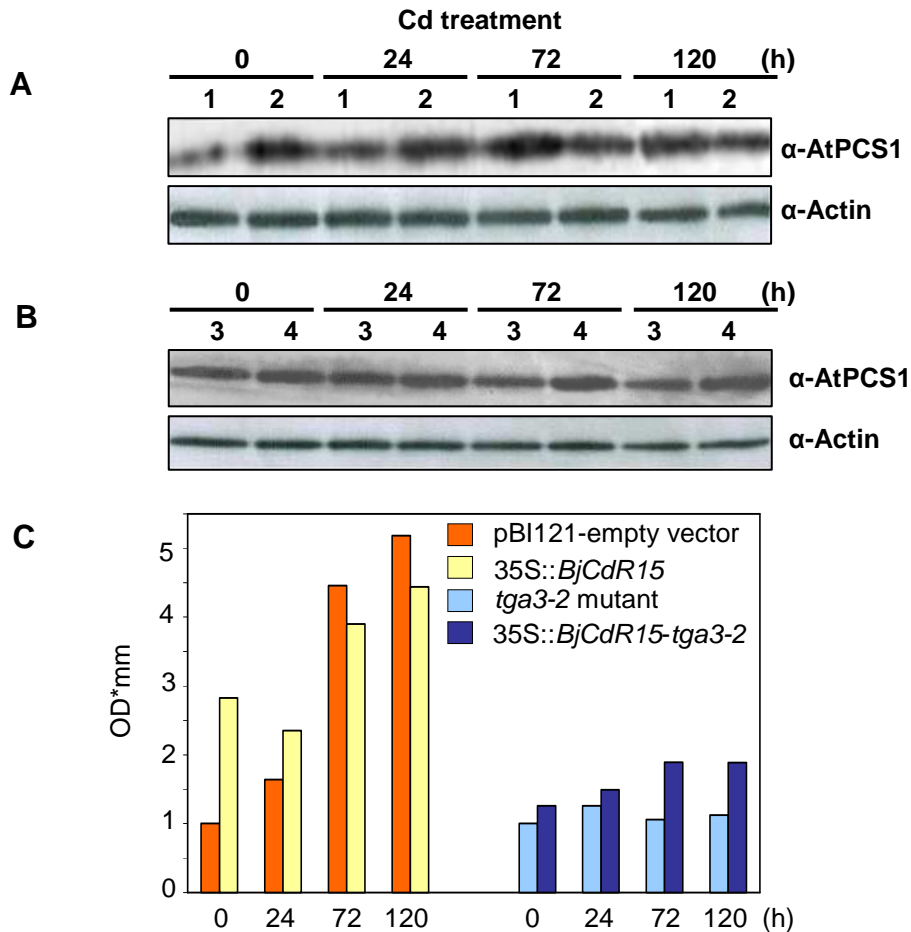 Cd treatment
A
0 24 72 120 (h)
1 2 1 2 1 2 1 2
α-AtPCS1
α-Actin
B
0 24 72 120 (h)
3 4 3 4 3 4 3 4
α-AtPCS1
α-Actin
C
pBI121-empty vector
35S::BjCdR15
tga3-2 mutant
35S::BjCdR15-tga3-2
OD*mm
5
4
3
2
1
0
0 24 72 120 0 24 72 120 (h)